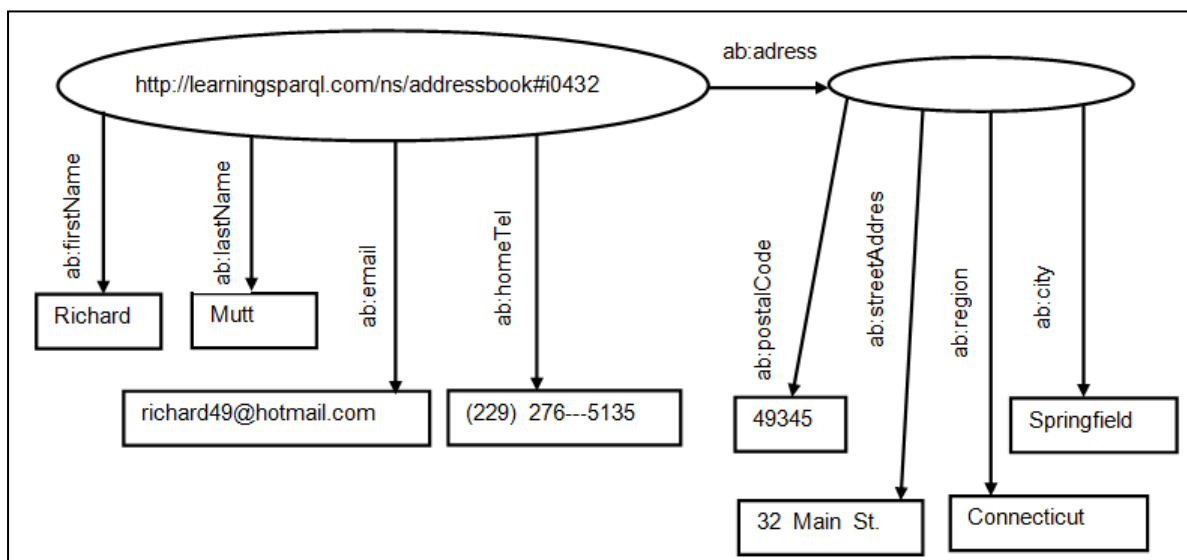 ab:adress
http://learningsparql.com/ns/addressbook#i0432
ab:firstName
ab:lastName
ab:email
ab:homeTel
ab:postalCode
ab:streetAddres
ab:region
ab:city
Richard
Mutt
richard49@hotmail.com
(229) 276---5135
49345
Springfield
32 Main St.
Connecticut